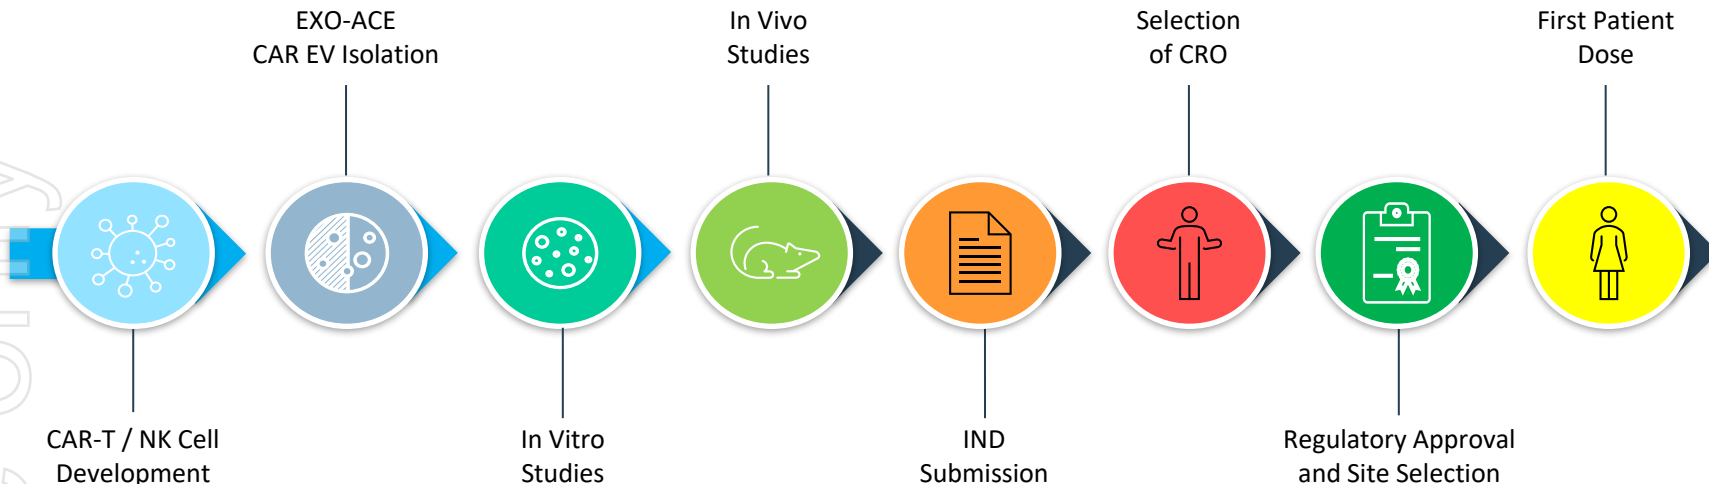 EXO-ACE
CAR EV Isolation
In Vivo
Studies
Selection
of CRO
First Patient
Dose
CAR-T / NK Cell
Development
In Vitro
Studies
IND
Submission
Regulatory Approval
and Site Selection